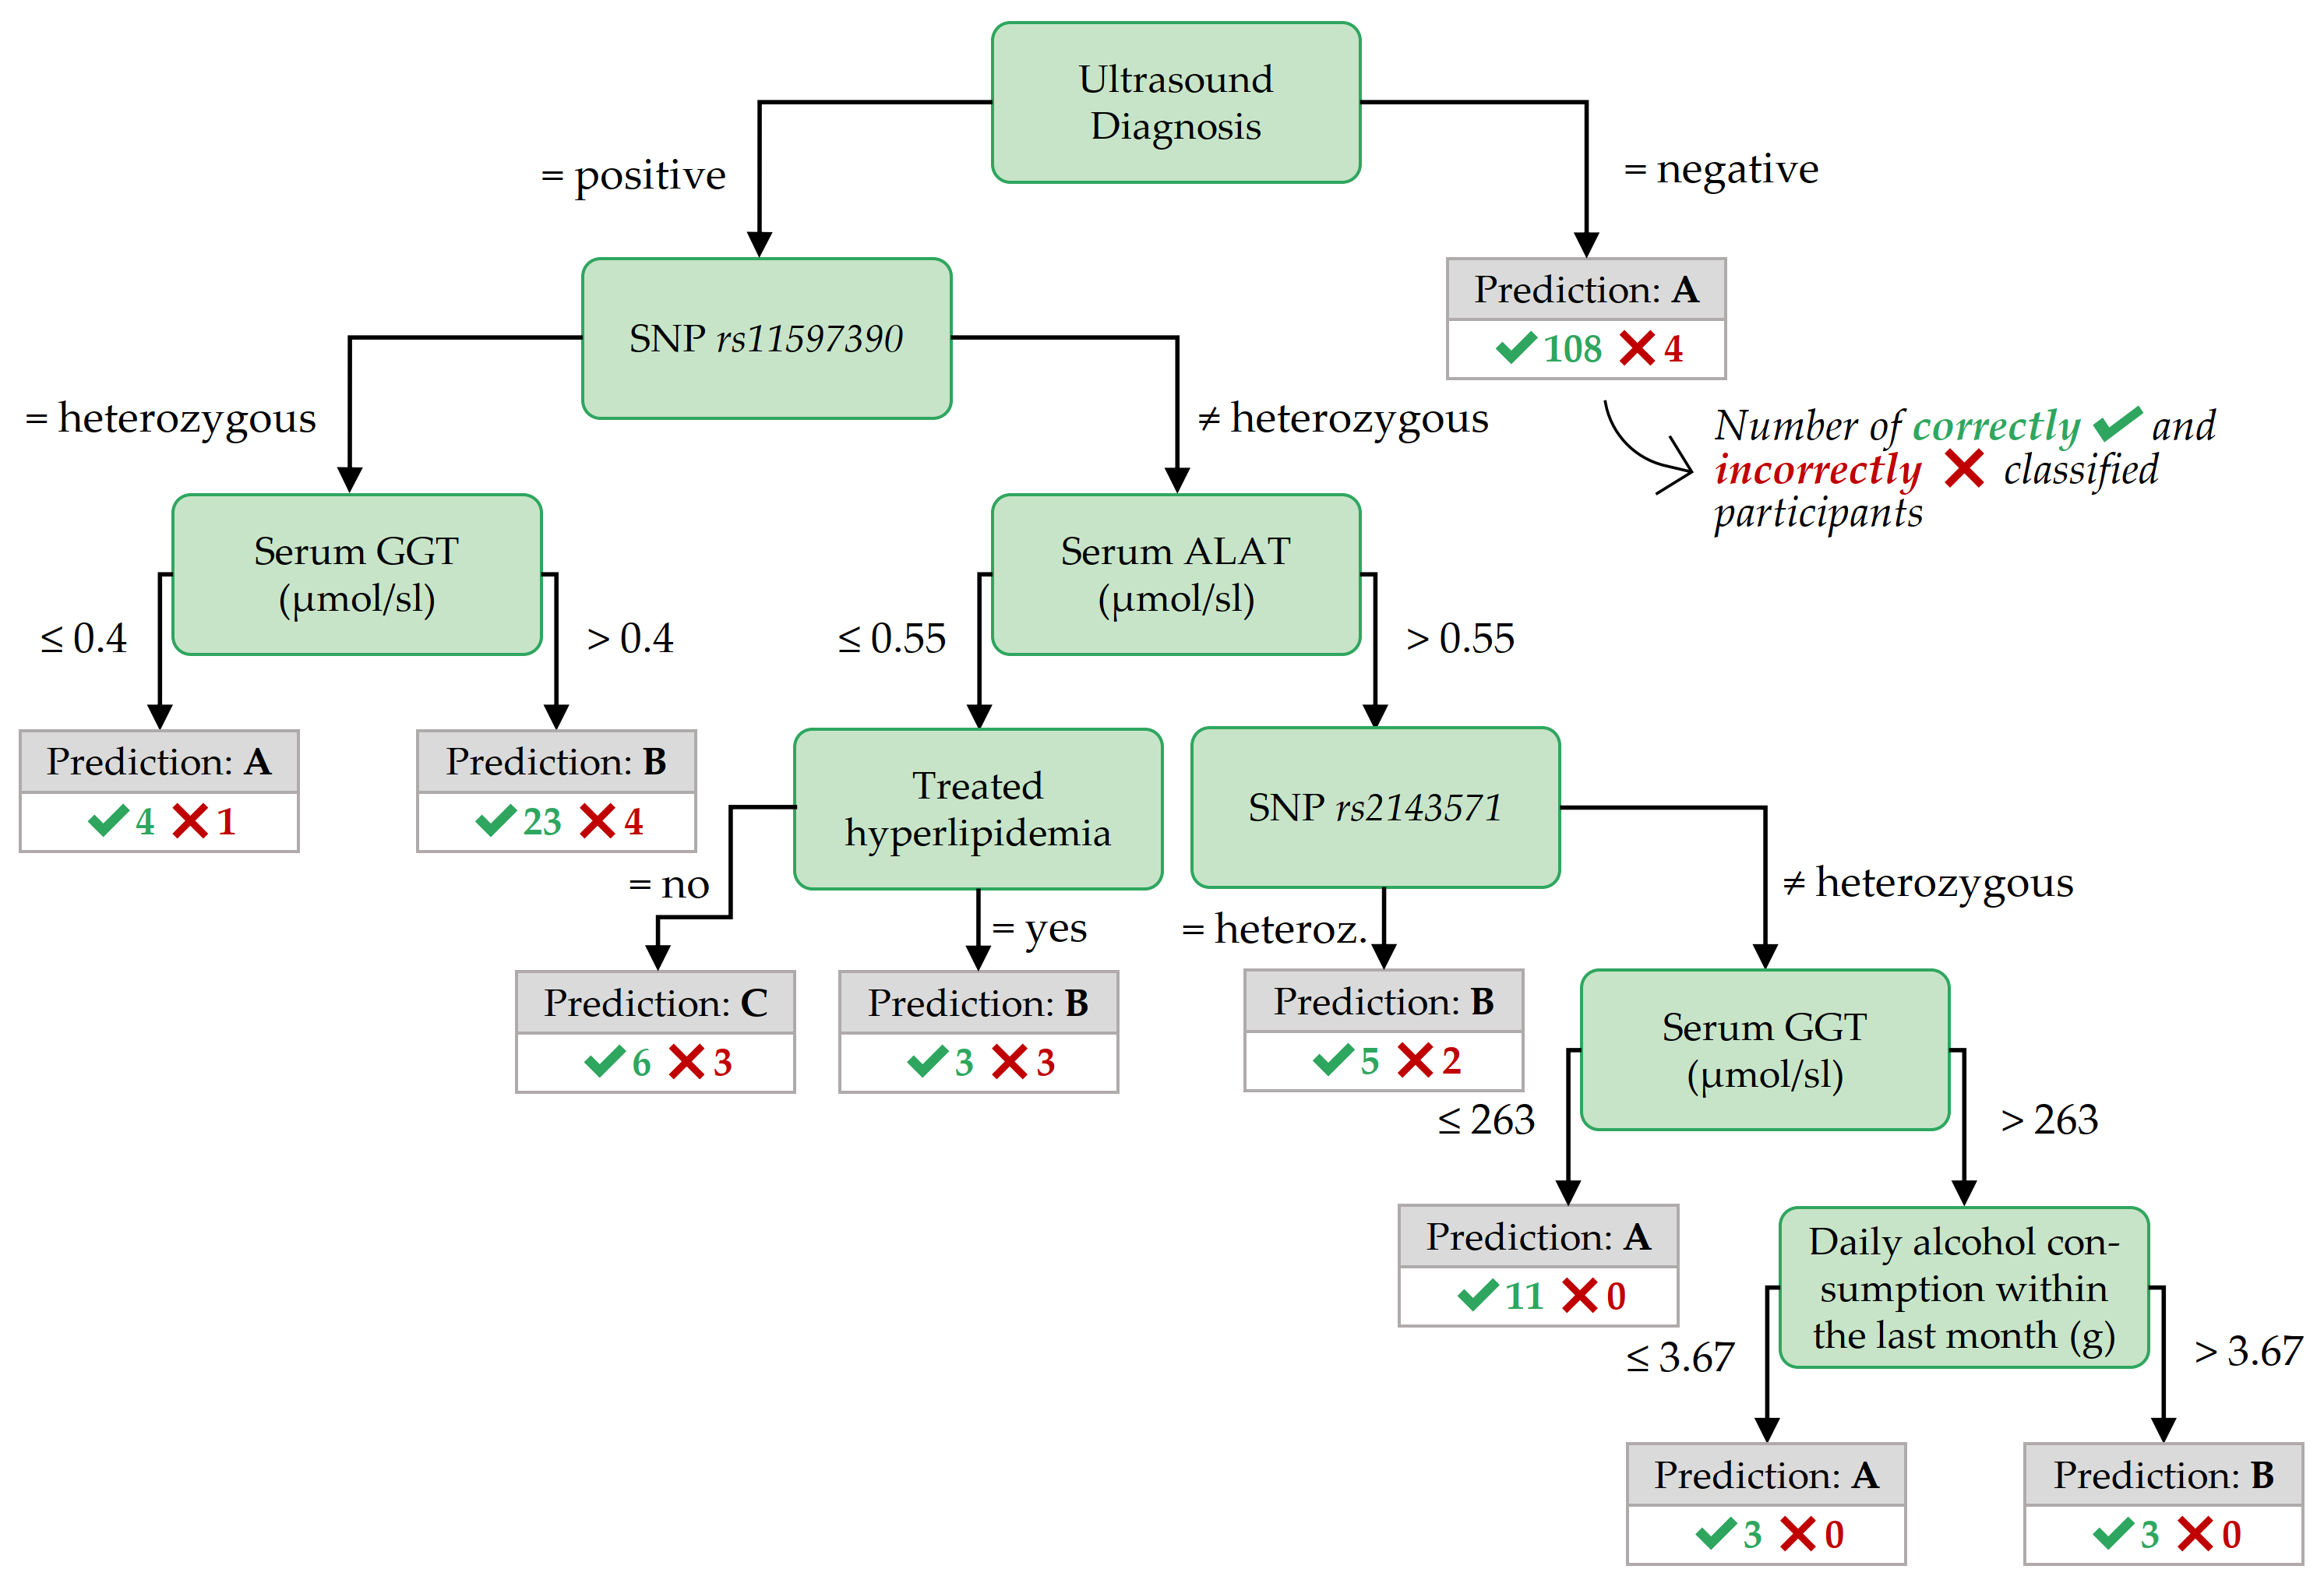 Ultrasound
Diagnosis
= positive
= negative
SNP rs11597390
Prediction: A
108 4
= heterozygous
≠ heterozygous
Number of correctly and
incorrectly classified
participants
Serum GGT
(µmol/sl)
Serum ALAT
(µmol/sl)
≤ 0.4
> 0.4
≤ 0.55
> 0.55
Prediction: A
4 1
Prediction: B
23 4
Treated
hyperlipidemia
SNP rs2143571
= no
= yes
= heteroz.
≠ heterozygous
Prediction: C
6 3
Prediction: B
3 3
Prediction: B
5 2
Serum GGT
(µmol/sl)
≤ 263
> 263
Prediction: A
11 0
Daily alcohol con-
sumption within
the last month (g)
≤ 3.67
> 3.67
Prediction: A
3 0
Prediction: B
3 0